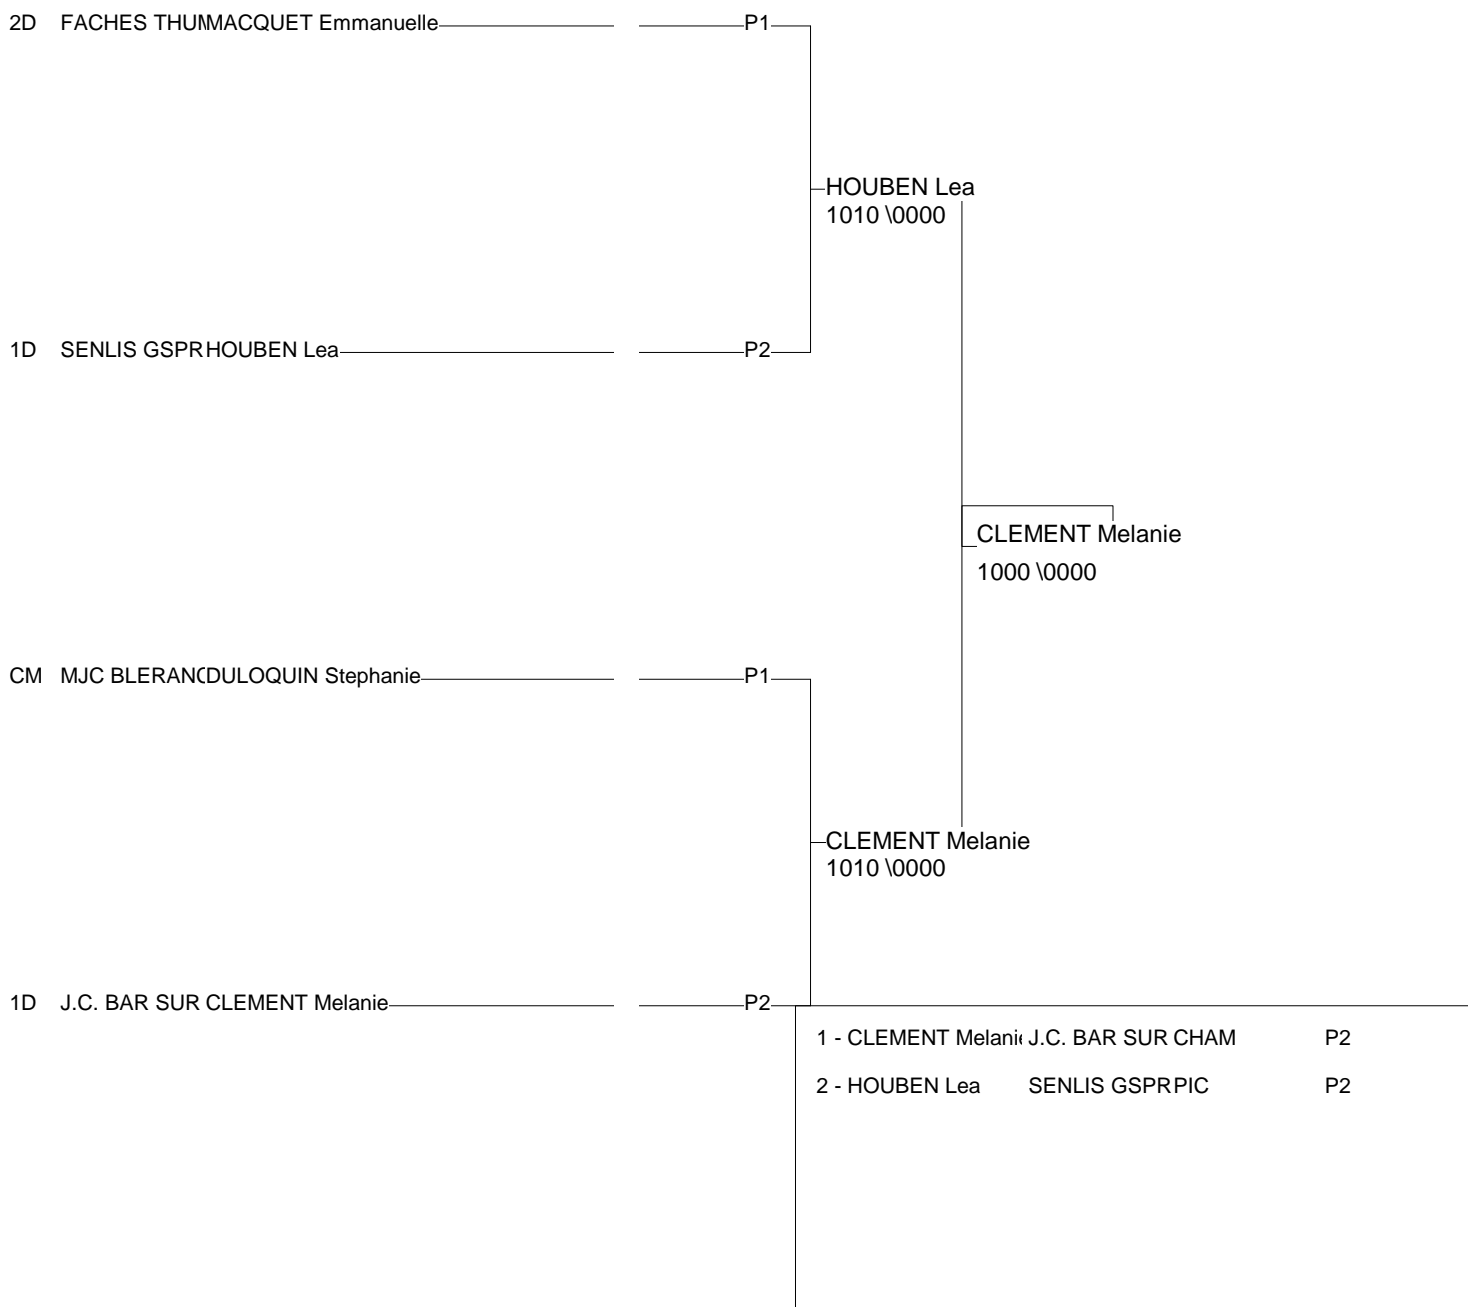 2D FACHES THUMACQUET Emmanuelle P1
HOUBEN Lea
1010 \0000
1D SENLIS GSPR HOUBEN Lea P2
CLEMENT Melanie
1000 \0000
CM MJC BLERANCDULOQUIN Stephanie P1
CLEMENT Melanie
1010 \0000
1D J.C. BAR SUR CLEMENT Melanie P2
1 - CLEMENT Melanie J.C. BAR SUR CHAM P2
2 - HOUBEN Lea SENLIS GSPR PIC P2